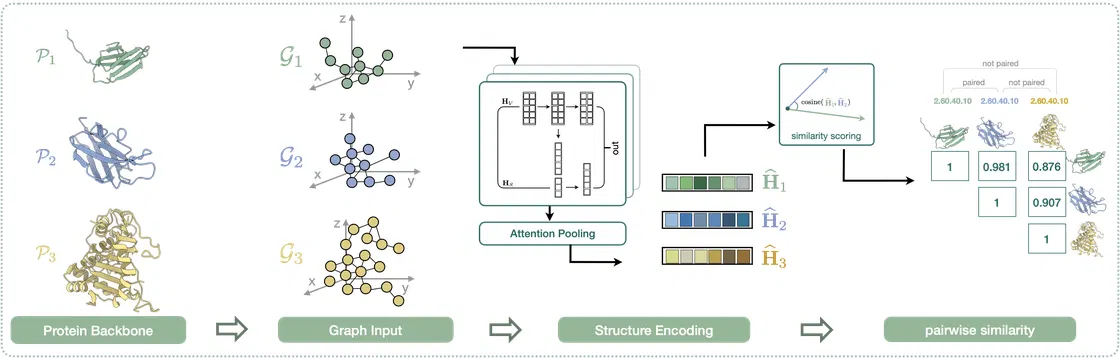 P1
z
x
y
G1
P2
z
x
y
G2
P3
z
x
y
G3
H_V
H_E
out
Attention Pooling
Ĥ1
Ĥ2
Ĥ3
cosine(Ĥ1, Ĥ2)
similarity scoring
not paired
paired
not paired
2.60.40.10
2.60.40.10
2.60.40.10
1
0.981
0.876
1
0.907
1
Protein Backbone
Graph Input
Structure Encoding
pairwise similarity